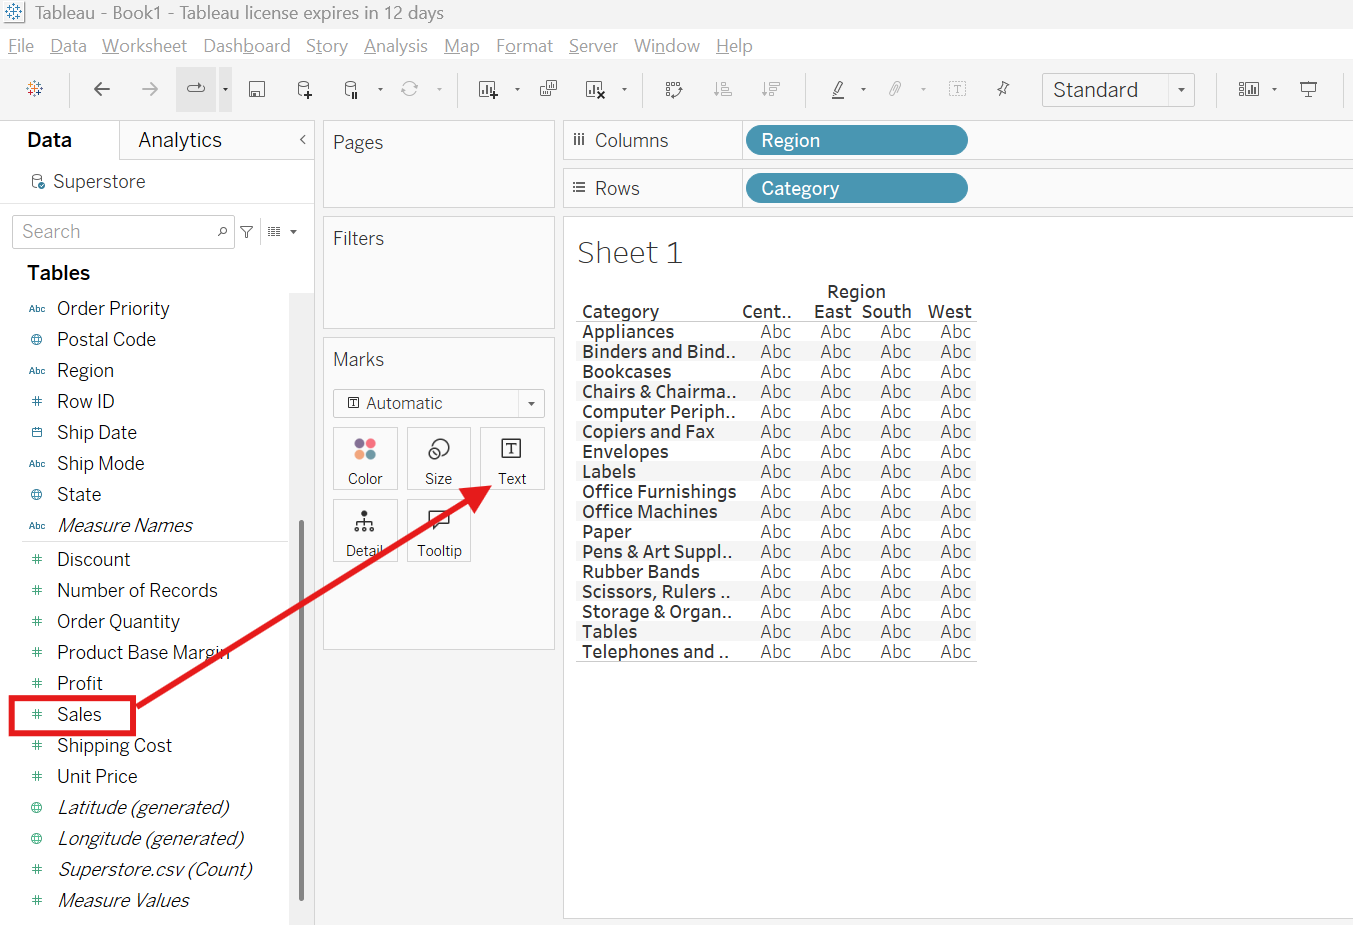 Tableau - Book1 - Tableau license expires in 12 days
File Data Worksheet Dashboard Story Analysis Map Format Server Window Help
Standard
Data Analytics
Superstore
Search
Tables
Abc Order Priority
Postal Code
Abc Region
# Row ID
Ship Date
Abc Ship Mode
State
Abc Measure Names
# Discount
# Number of Records
# Order Quantity
# Product Base Margin
# Profit
# Sales
# Shipping Cost
# Unit Price
Latitude (generated)
Longitude (generated)
# Superstore.csv (Count)
# Measure Values
Pages
Filters
Marks
Automatic
Color Size Text
Detail Tooltip
Columns Region
Rows Category
Sheet 1
Region
Category Cent.. East South West
Appliances Abc Abc Abc Abc
Binders and Bind.. Abc Abc Abc Abc
Bookcases Abc Abc Abc Abc
Chairs & Chairma.. Abc Abc Abc Abc
Computer Periph.. Abc Abc Abc Abc
Copiers and Fax Abc Abc Abc Abc
Envelopes Abc Abc Abc Abc
Labels Abc Abc Abc Abc
Office Furnishings Abc Abc Abc Abc
Office Machines Abc Abc Abc Abc
Paper Abc Abc Abc Abc
Pens & Art Suppl.. Abc Abc Abc Abc
Rubber Bands Abc Abc Abc Abc
Scissors, Rulers .. Abc Abc Abc Abc
Storage & Organ.. Abc Abc Abc Abc
Tables Abc Abc Abc Abc
Telephones and .. Abc Abc Abc Abc